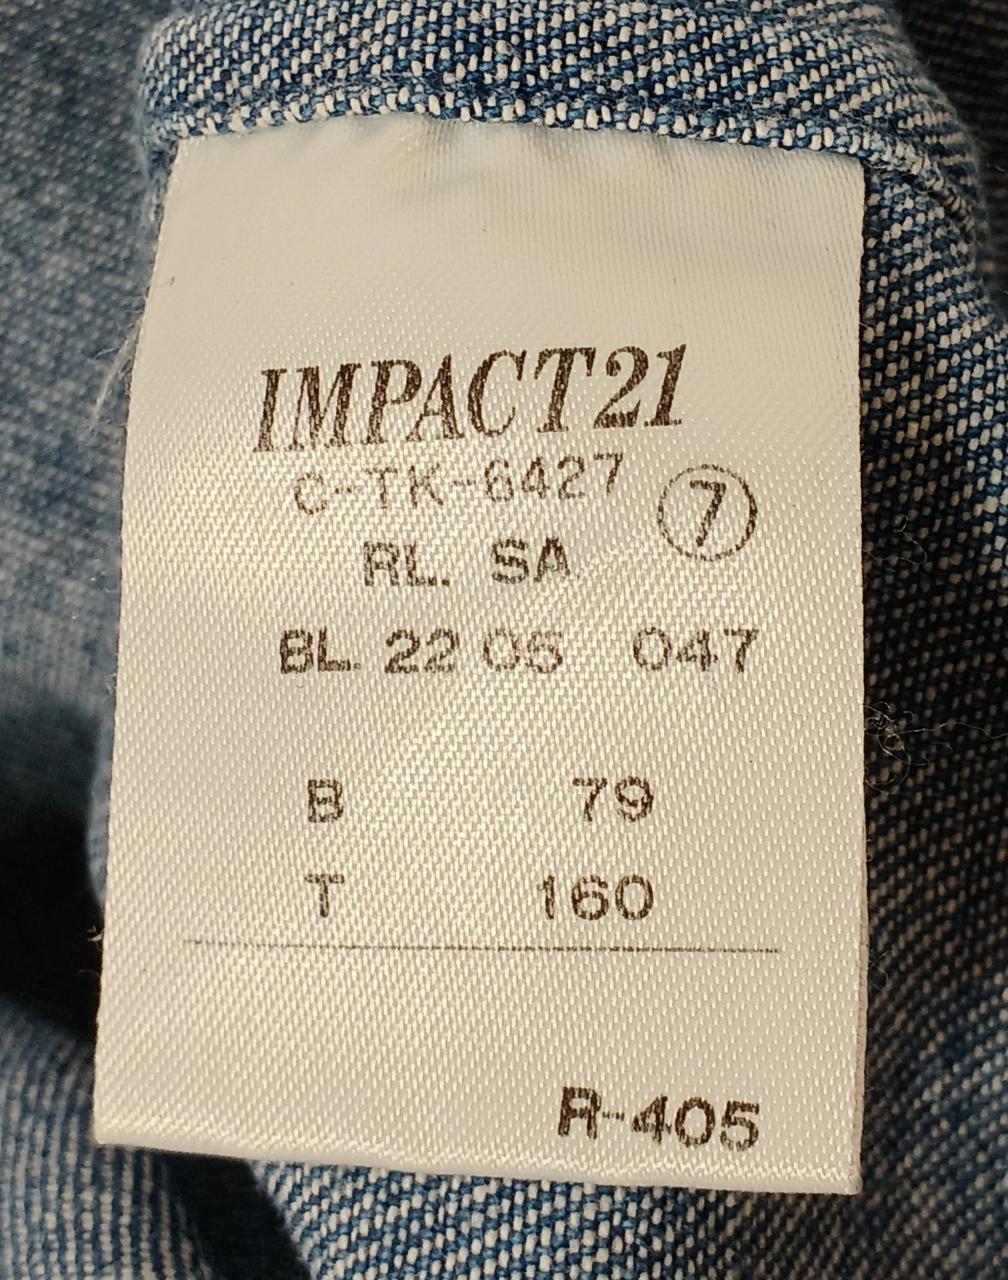 IMPACT21
C-TK-6427 ⑦
RL. SA
BL. 22 05 047
B 79
T 160
R-405